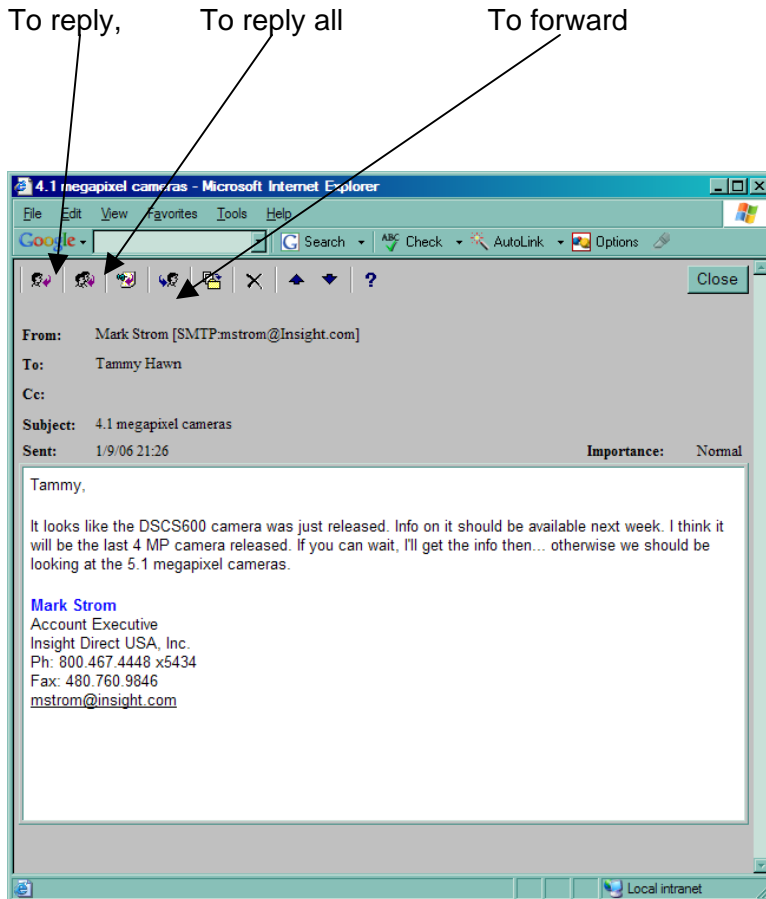 To reply, To reply all To forward
4.1 megapixel cameras - Microsoft Internet Explorer
File Edit View Favorites Tools Help
Google Search ABC Check AutoLink Options
? Close
From: Mark Strom [SMTP:mstrom@Insight.com]
To: Tammy Hawn
Cc:
Subject: 4.1 megapixel cameras
Sent: 1/9/06 21:26 Importance: Normal
Tammy,
It looks like the DSCS600 camera was just released. Info on it should be available next week. I think it
will be the last 4 MP camera released. If you can wait, I'll get the info then... otherwise we should be
looking at the 5.1 megapixel cameras.
Mark Strom
Account Executive
Insight Direct USA, Inc.
Ph: 800.467.4448 x5434
Fax: 480.760.9846
mstrom@insight.com
Local intranet